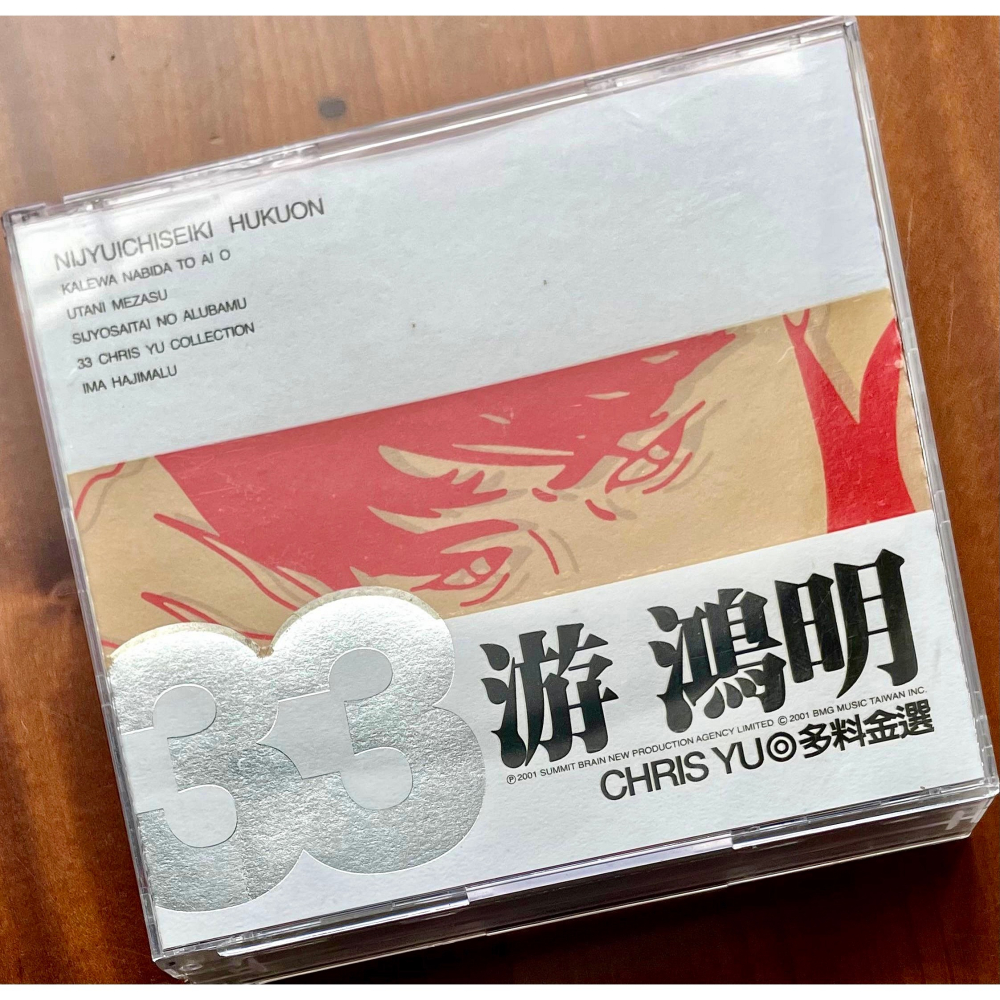 NIJYUICHISEIKI HUKUON
KALEWA NABIDA TO AI O
UTANI MEZASU
SUYOSAITAI NO ALUBAMU
33 CHRIS YU COLLECTION
IMA HAJIMALU
33
游 鴻明
℗ 2001 SUMMIT BRAIN NEW PRODUCTION AGENCY LIMITED © 2001 BMG MUSIC TAIWAN INC.
CHRIS YU◎多料金選